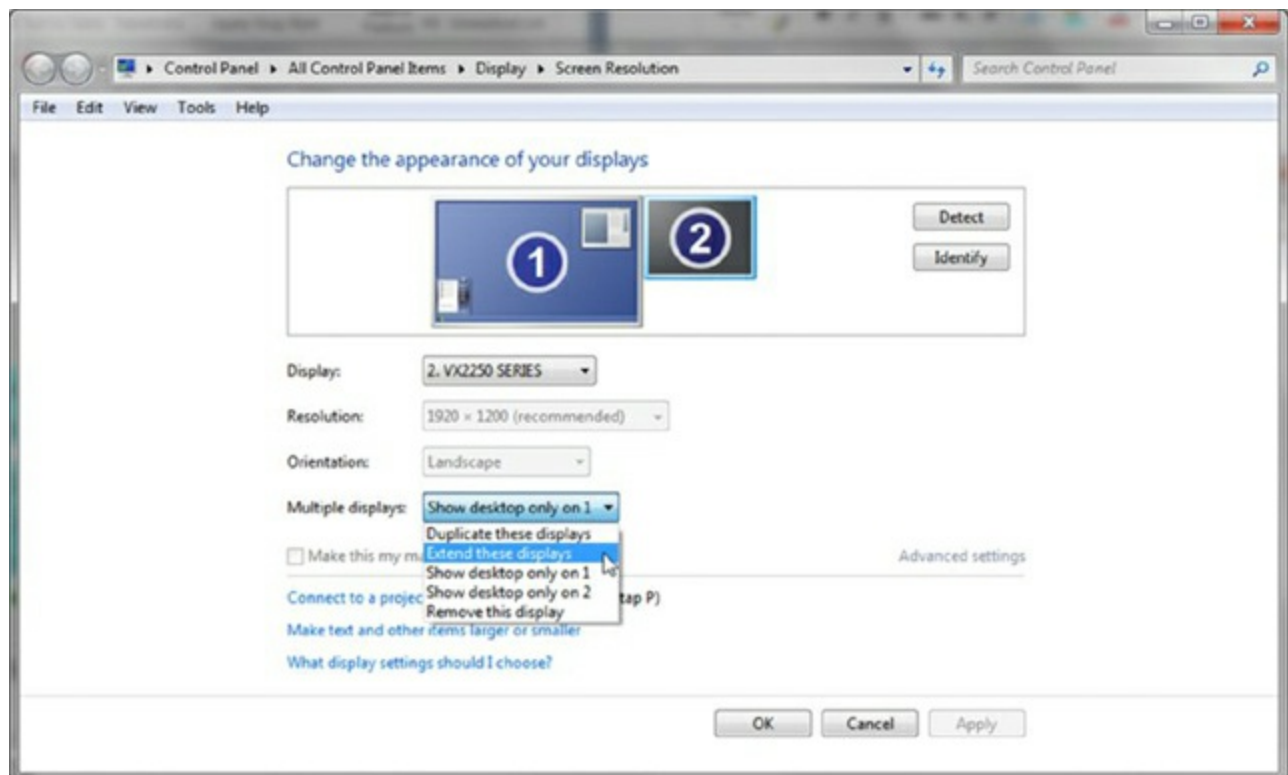 Control Panel ▸ All Control Panel Items ▸ Display ▸ Screen Resolution Search Control Panel
File Edit View Tools Help
Change the appearance of your displays
1 2
Detect
Identify
Display: 2. VX2250 SERIES
Resolution: 1920 × 1200 (recommended)
Orientation: Landscape
Multiple displays: Show desktop only on 1
Duplicate these displays
Make this my Extend these displays Advanced settings
Show desktop only on 1
Connect to a Show desktop only on 2 tap P)
Remove this display
Make text and other items larger or smaller
What display settings should I choose?
OK Cancel Apply